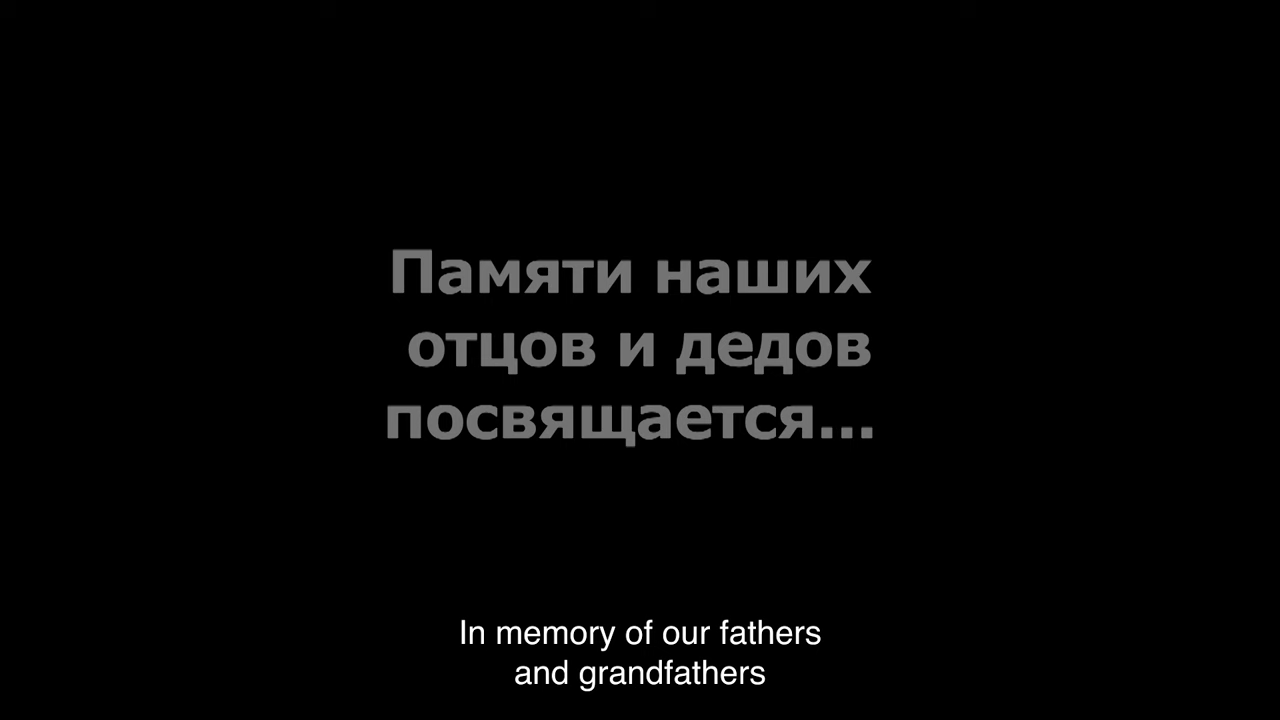 Памяти наших
отцов и дедов
посвящается...
In memory of our fathers
and grandfathers